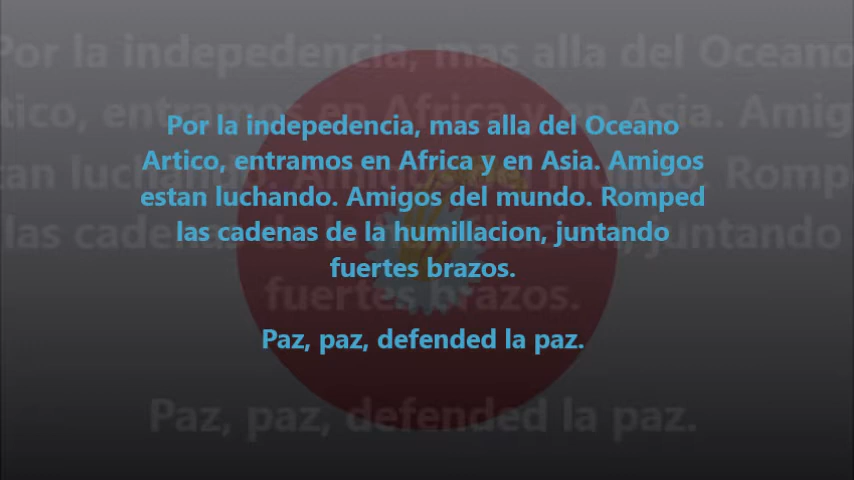 Por la indepedencia, mas alla del Oceano
Artico, entramos en Africa y en Asia. Amigos
estan luchando. Amigos del mundo. Romped
las cadenas de la humillacion, juntando
fuertes brazos.
Paz, paz, defended la paz.